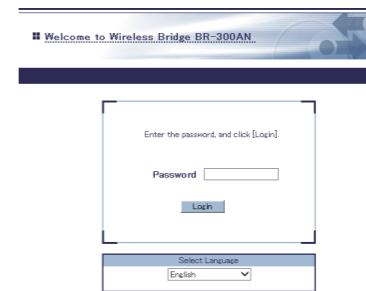 Welcome to Wireless Bridge BR-300AN
Enter the password, and click [Login].
Password
Login
Select Language
English